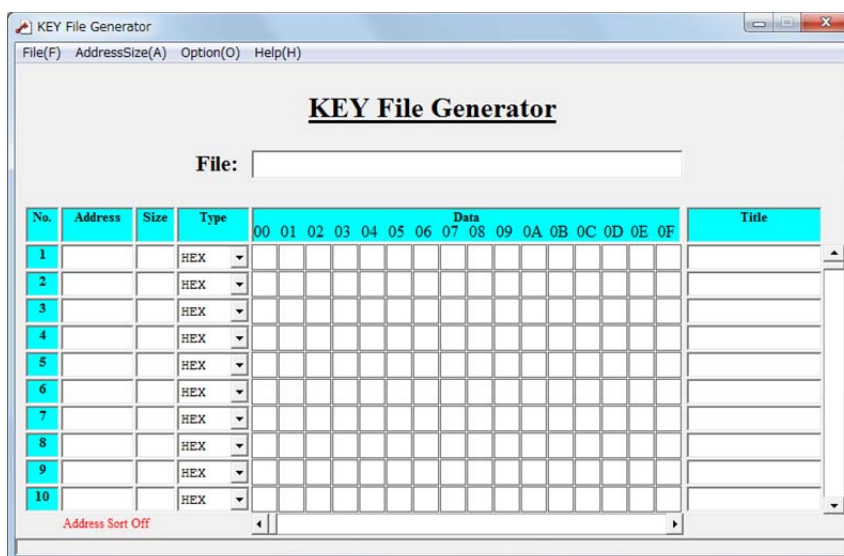 KEY File Generator
File(F) AddressSize(A) Option(O) Help(H)
KEY File Generator
File:
No. Address Size Type Data Title
00 01 02 03 04 05 06 07 08 09 0A 0B 0C 0D 0E 0F
1 HEX
2 HEX
3 HEX
4 HEX
5 HEX
6 HEX
7 HEX
8 HEX
9 HEX
10 HEX
Address Sort Off